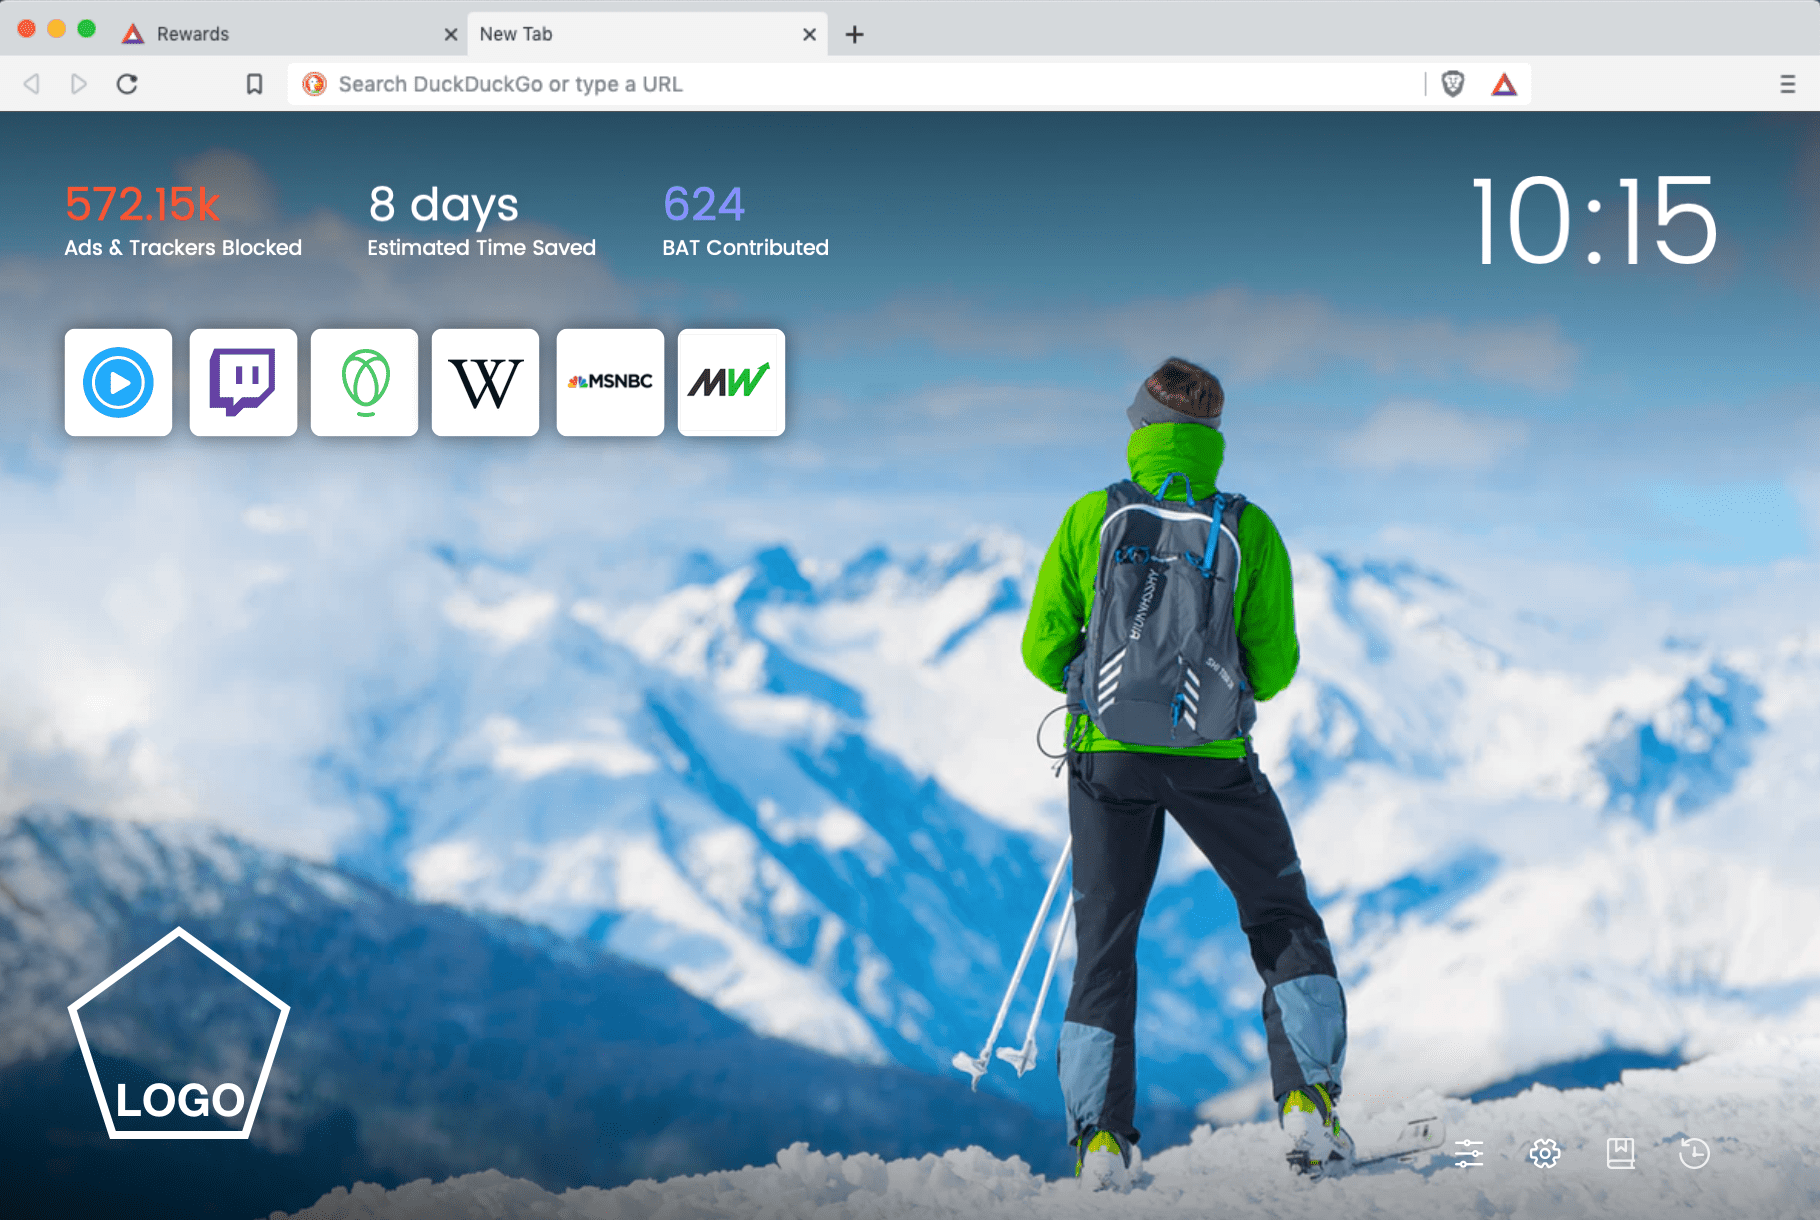 Rewards
New Tab
Search DuckDuckGo or type a URL
572.15k
8 days
624
10:15
Ads & Trackers Blocked
Estimated Time Saved
BAT Contributed
W
MSNBC
MW
LOGO